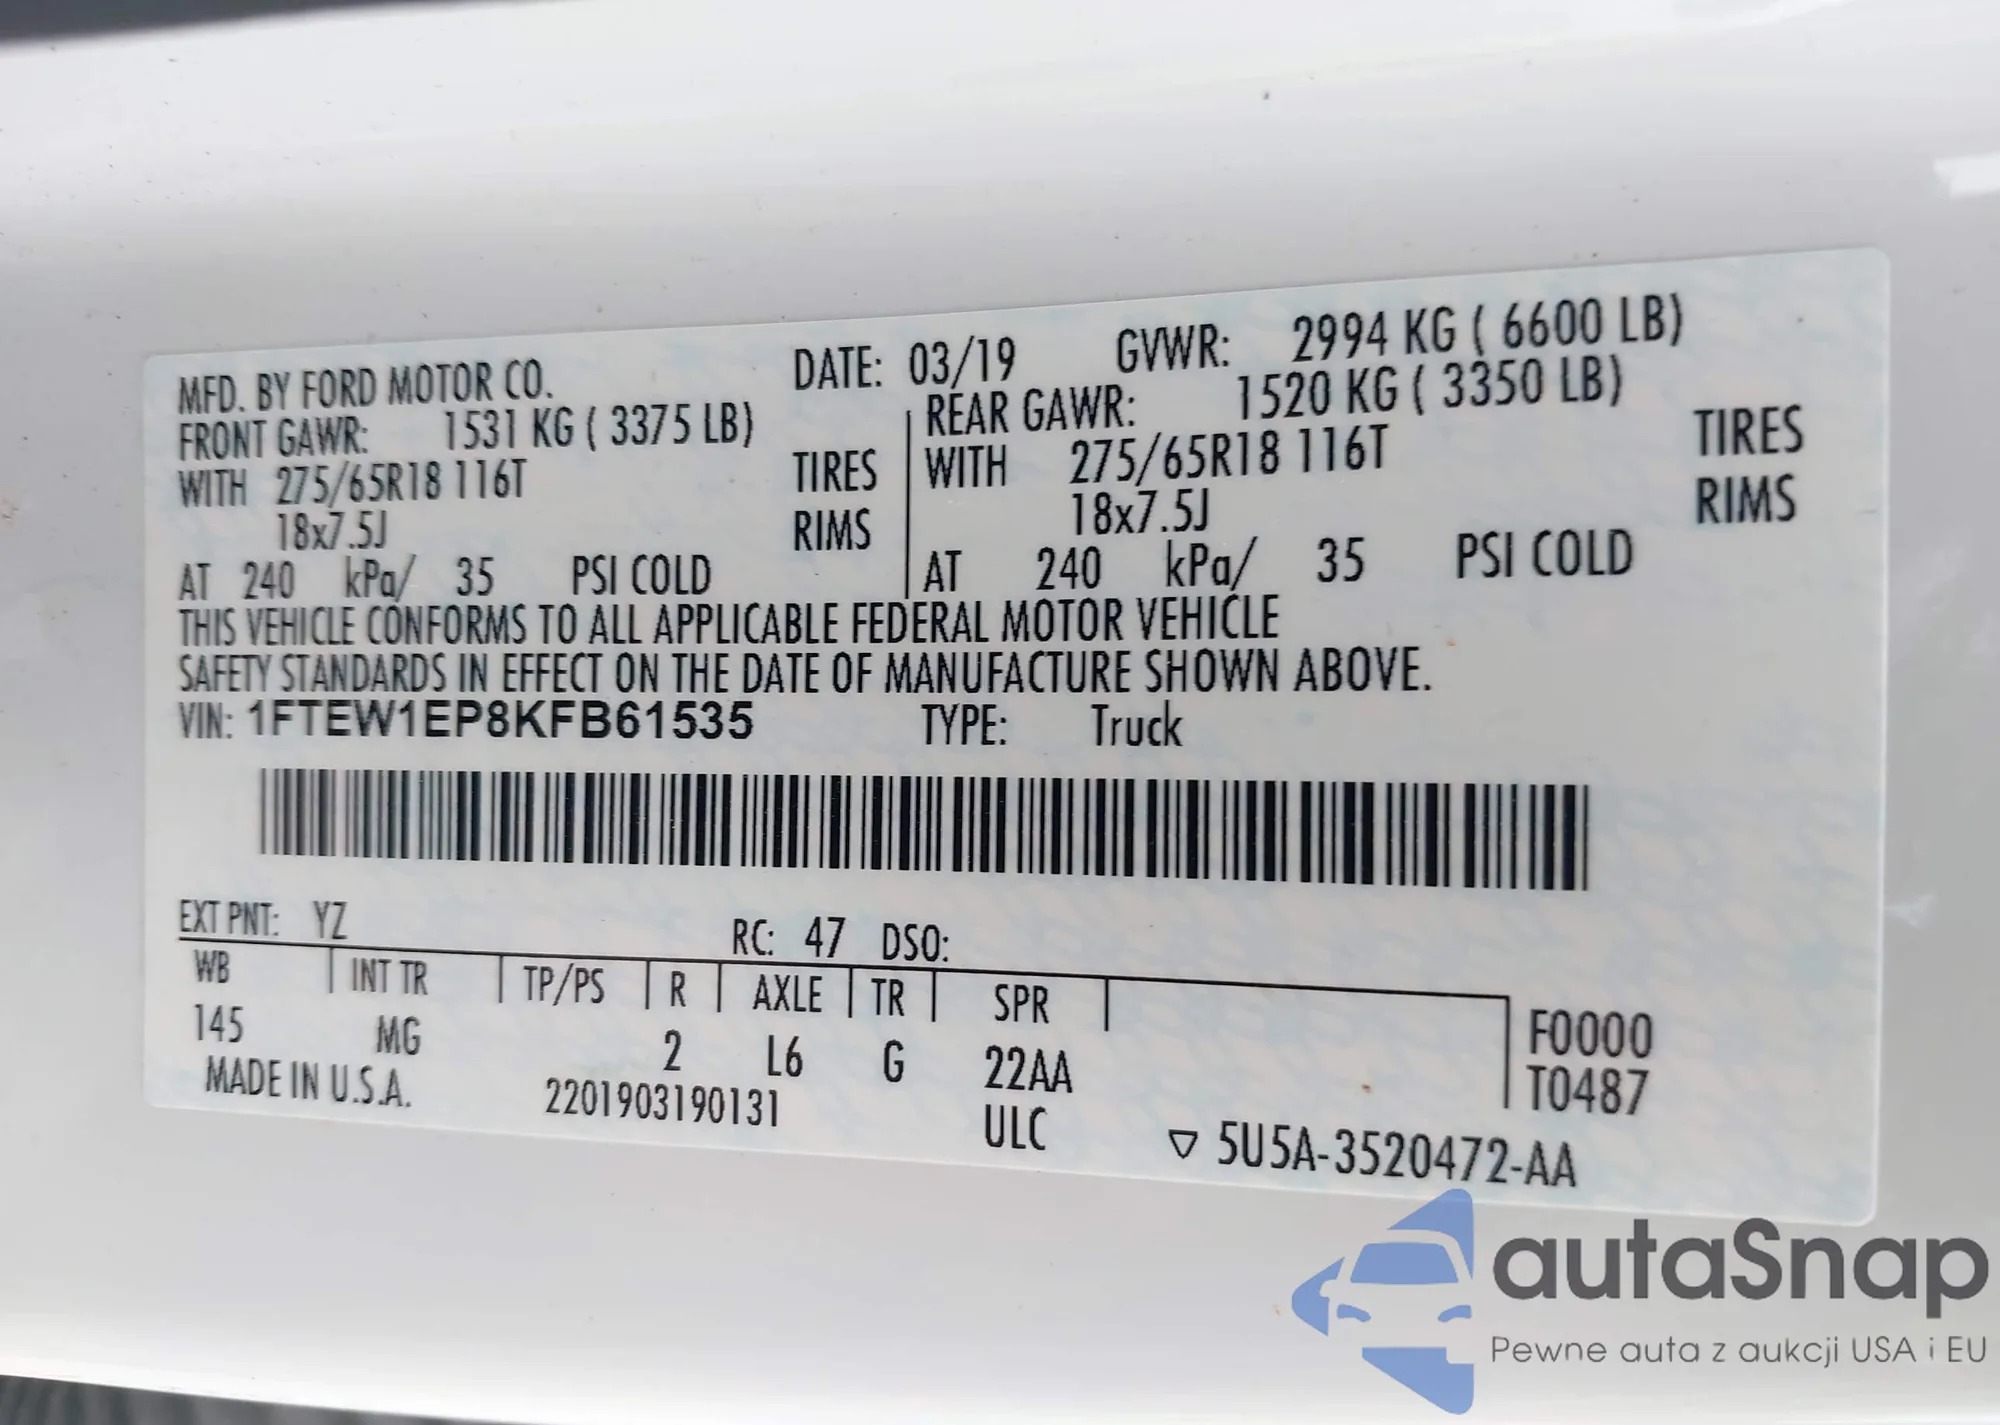 MFD. BY FORD MOTOR CO. DATE: 03/19 GVWR: 2994 KG ( 6600 LB)
FRONT GAWR: 1531 KG ( 3375 LB) REAR GAWR: 1520 KG ( 3350 LB)
WITH 275/65R18 116T TIRES WITH 275/65R18 116T TIRES
18x7.5J RIMS 18x7.5J RIMS
AT 240 kPa/ 35 PSI COLD AT 240 kPa/ 35 PSI COLD
THIS VEHICLE CONFORMS TO ALL APPLICABLE FEDERAL MOTOR VEHICLE
SAFETY STANDARDS IN EFFECT ON THE DATE OF MANUFACTURE SHOWN ABOVE.
VIN: 1FTEW1EP8KFB61535 TYPE: Truck
EXT PNT: YZ RC: 47 DSO:
WB INT TR TP/PS R AXLE TR SPR F0000
145 MG 2 L6 G 22AA T0487
MADE IN U.S.A. 2201903190131 ULC ▽ 5U5A-3520472-AA
autaSnap
Pewne auta z aukcji USA i EU